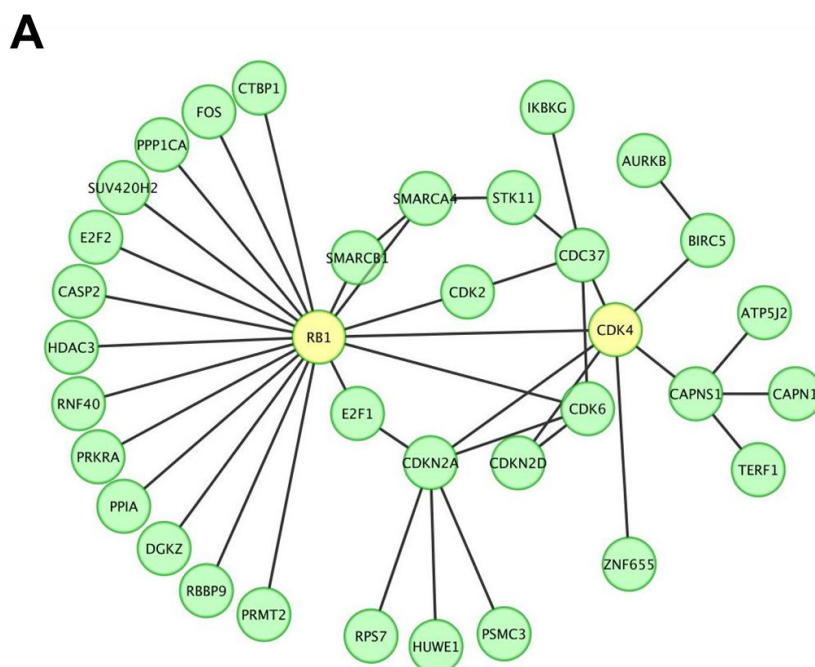 A
CTBP1
FOS
IKBKG
PPP1CA
AURKB
SUV420H2
SMARCA4
STK11
E2F2
BIRC5
SMARCB1
CDC37
CASP2
CDK2
ATP5J2
RB1
CDK4
HDAC3
CAPNS1
CAPN1
RNF40
E2F1
CDK6
PRKRA
CDKN2A
CDKN2D
TERF1
PPIA
DGKZ
ZNF655
RBBP9
PRMT2
RPS7
HUWE1
PSMC3